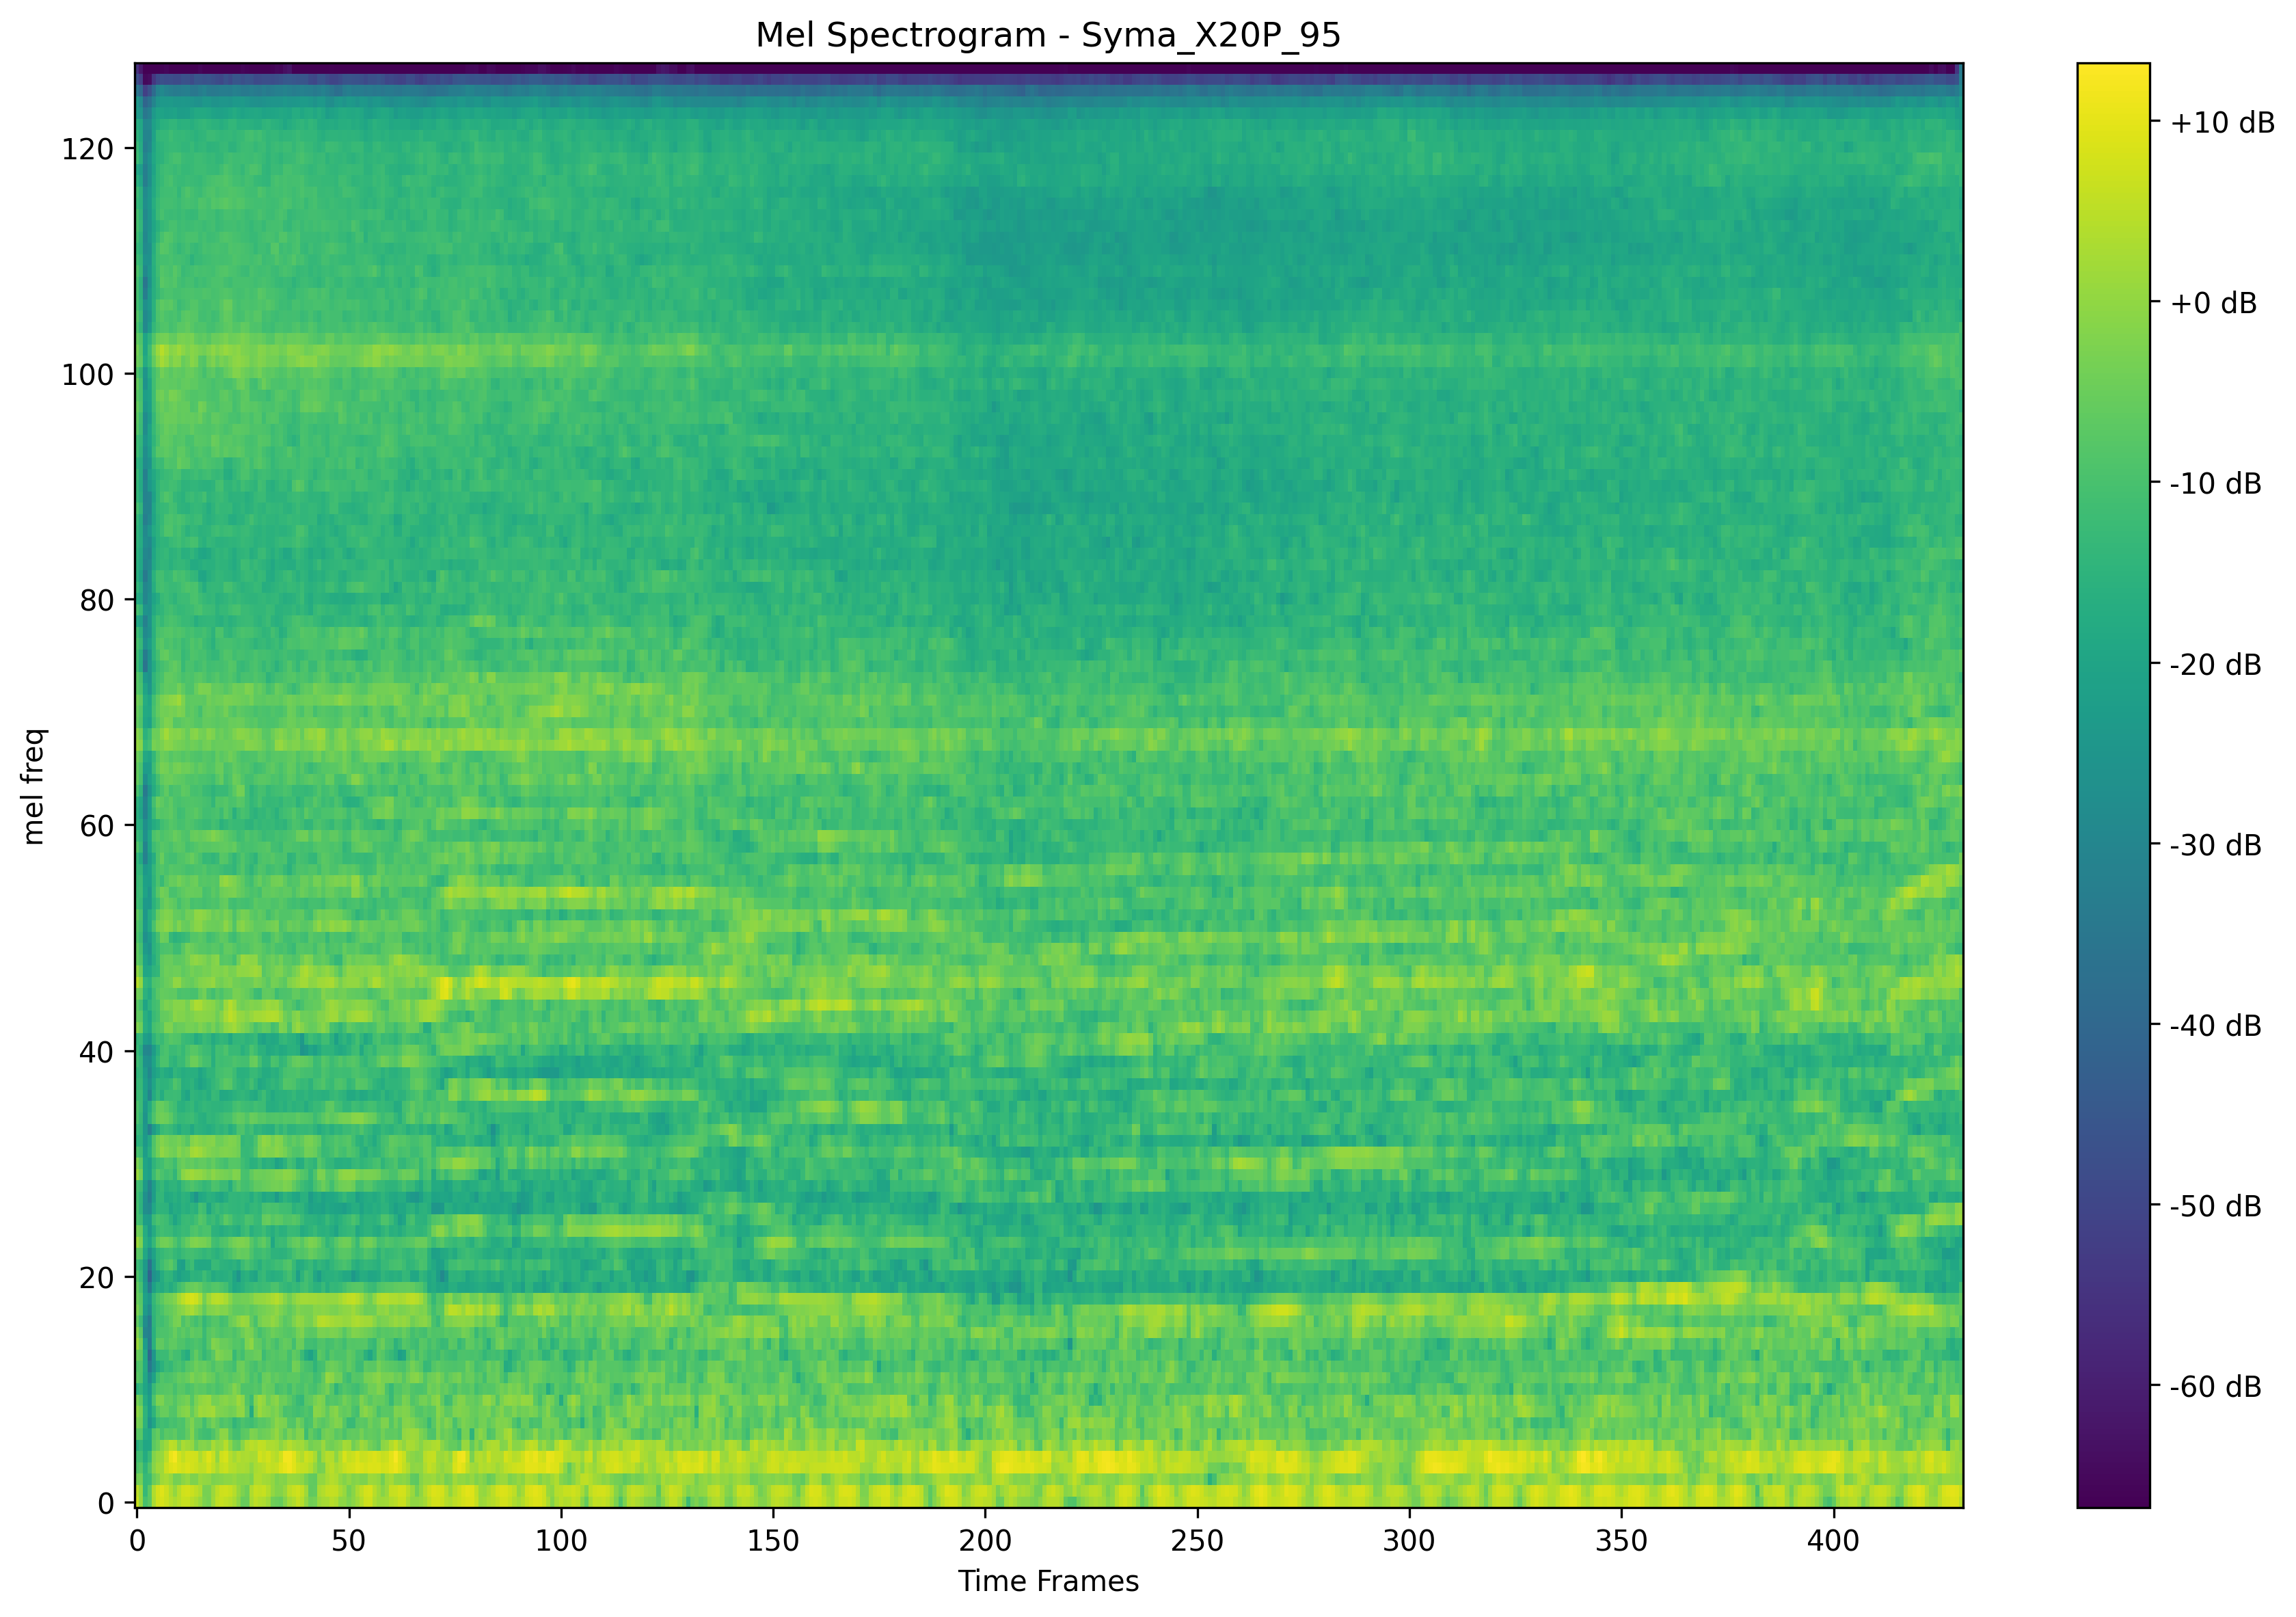 Mel Spectrogram - Syma_X20P_95
mel freq
120
100
80
60
40
20
0
0 50 100 150 200 250 300 350 400
Time Frames
+10 dB
+0 dB
-10 dB
-20 dB
-30 dB
-40 dB
-50 dB
-60 dB